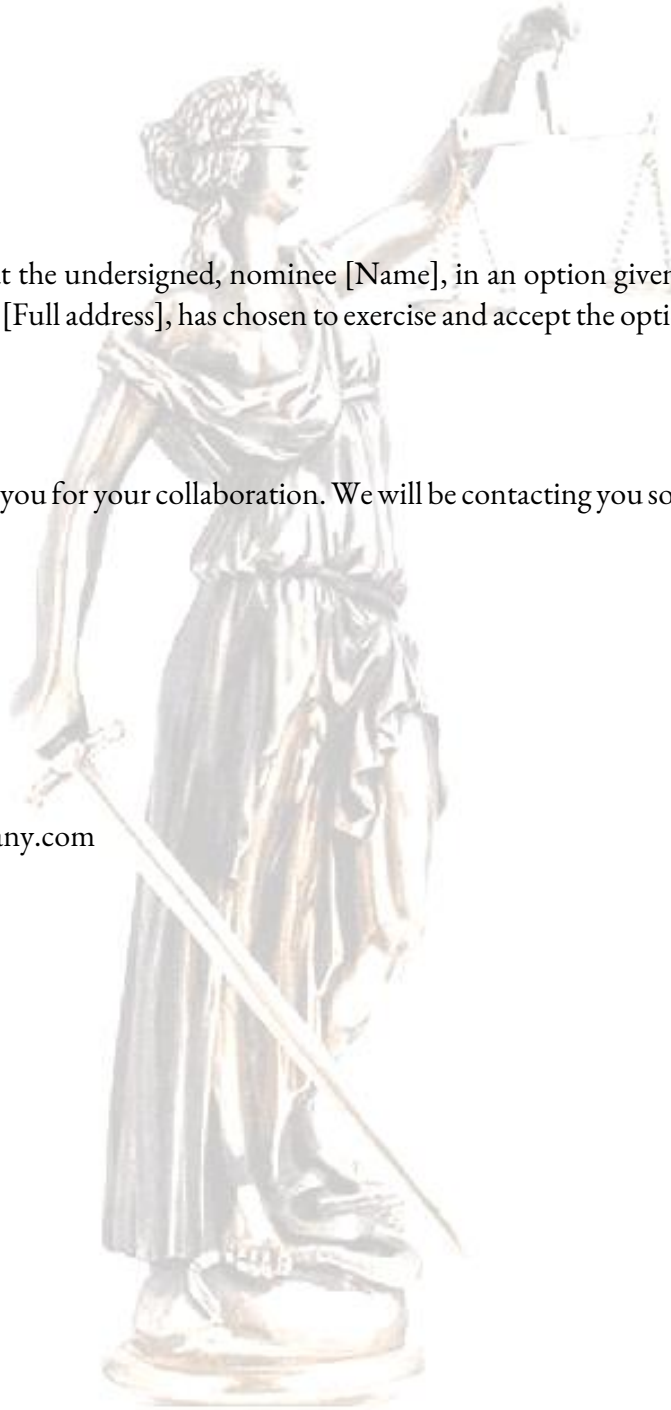 the undersigned, nominee [Name], in an option given
[Full address], has chosen to exercise and accept the opti
you for your collaboration. We will be contacting you so
any.com